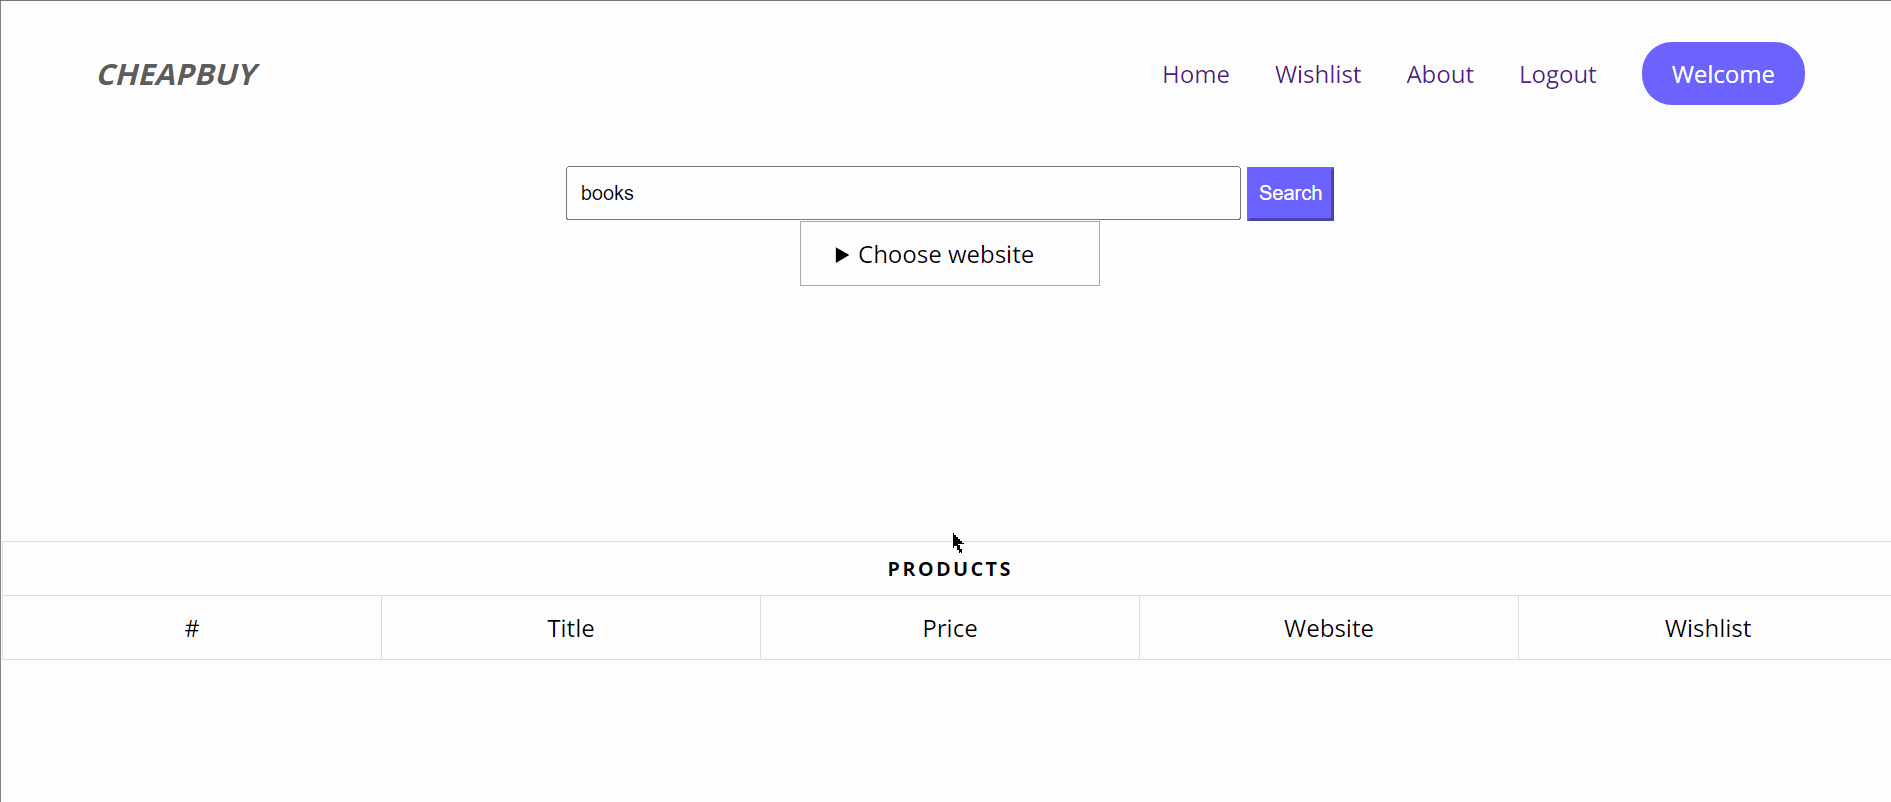 CHEAPBUY Home Wishlist About Logout Welcome
books Search
▶ Choose website
PRODUCTS
# Title Price Website Wishlist